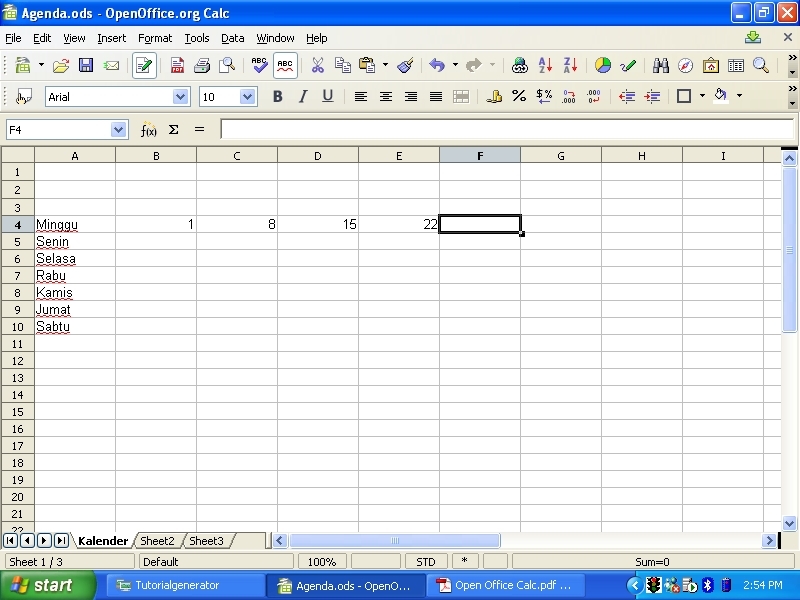 Agenda.ods - OpenOffice.org Calc
File Edit View Insert Format Tools Data Window Help
ABC ABC
Arial 10 B I U % $%
F4 f(x) Σ =
A B C D E F G H I
1
2
3
4 Minggu 1 8 15 22
5 Senin
6 Selasa
7 Rabu
8 Kamis
9 Jumat
10 Sabtu
11
12
13
14
15
16
17
18
19
20
21
22
Kalender Sheet2 Sheet3
Sheet 1 / 3 Default 100% STD * Sum=0
start Tutorialgenerator Agenda.ods - OpenO... Open Office Calc.pdf ... 2:54 PM